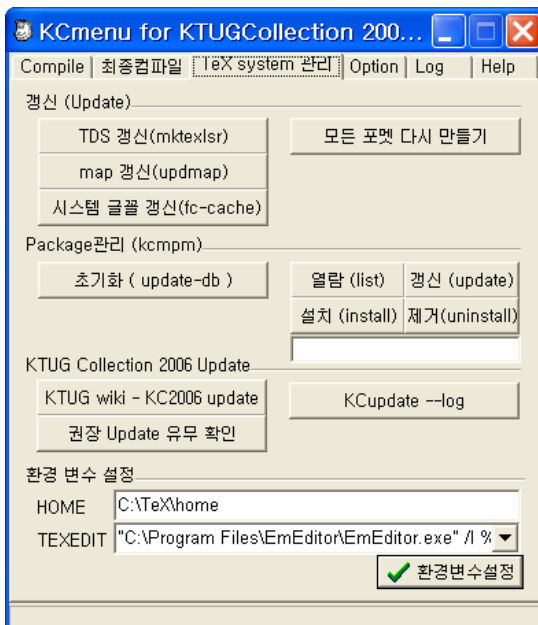 KCmenu for KTUGCollection 200...
Compile 최종컴파일 TeX system 관리 Option Log Help
갱신 (Update)
TDS 갱신(mktexlsr) 모든 포멧 다시 만들기
map 갱신(updmap)
시스템 글꼴 갱신(fc-cache)
Package관리 (kcmpm)
초기화 ( update-db ) 열람 (list) 갱신 (update)
설치 (install) 제거(uninstall)
KTUG Collection 2006 Update
KTUG wiki - KC2006 update KCupdate --log
권장 Update 유무 확인
환경 변수 설정
HOME C:\TeX\home
TEXEDIT "C:\Program Files\EmEditor\EmEditor.exe" /l %
환경변수설정